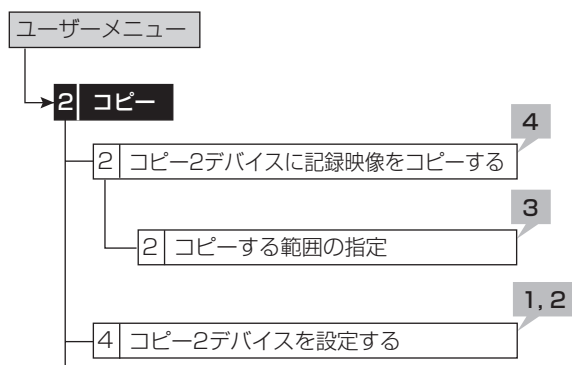 ユーザーメニュー
2 コピー
4
2 コピー2デバイスに記録映像をコピーする
3
2 コピーする範囲の指定
1, 2
4 コピー2デバイスを設定する